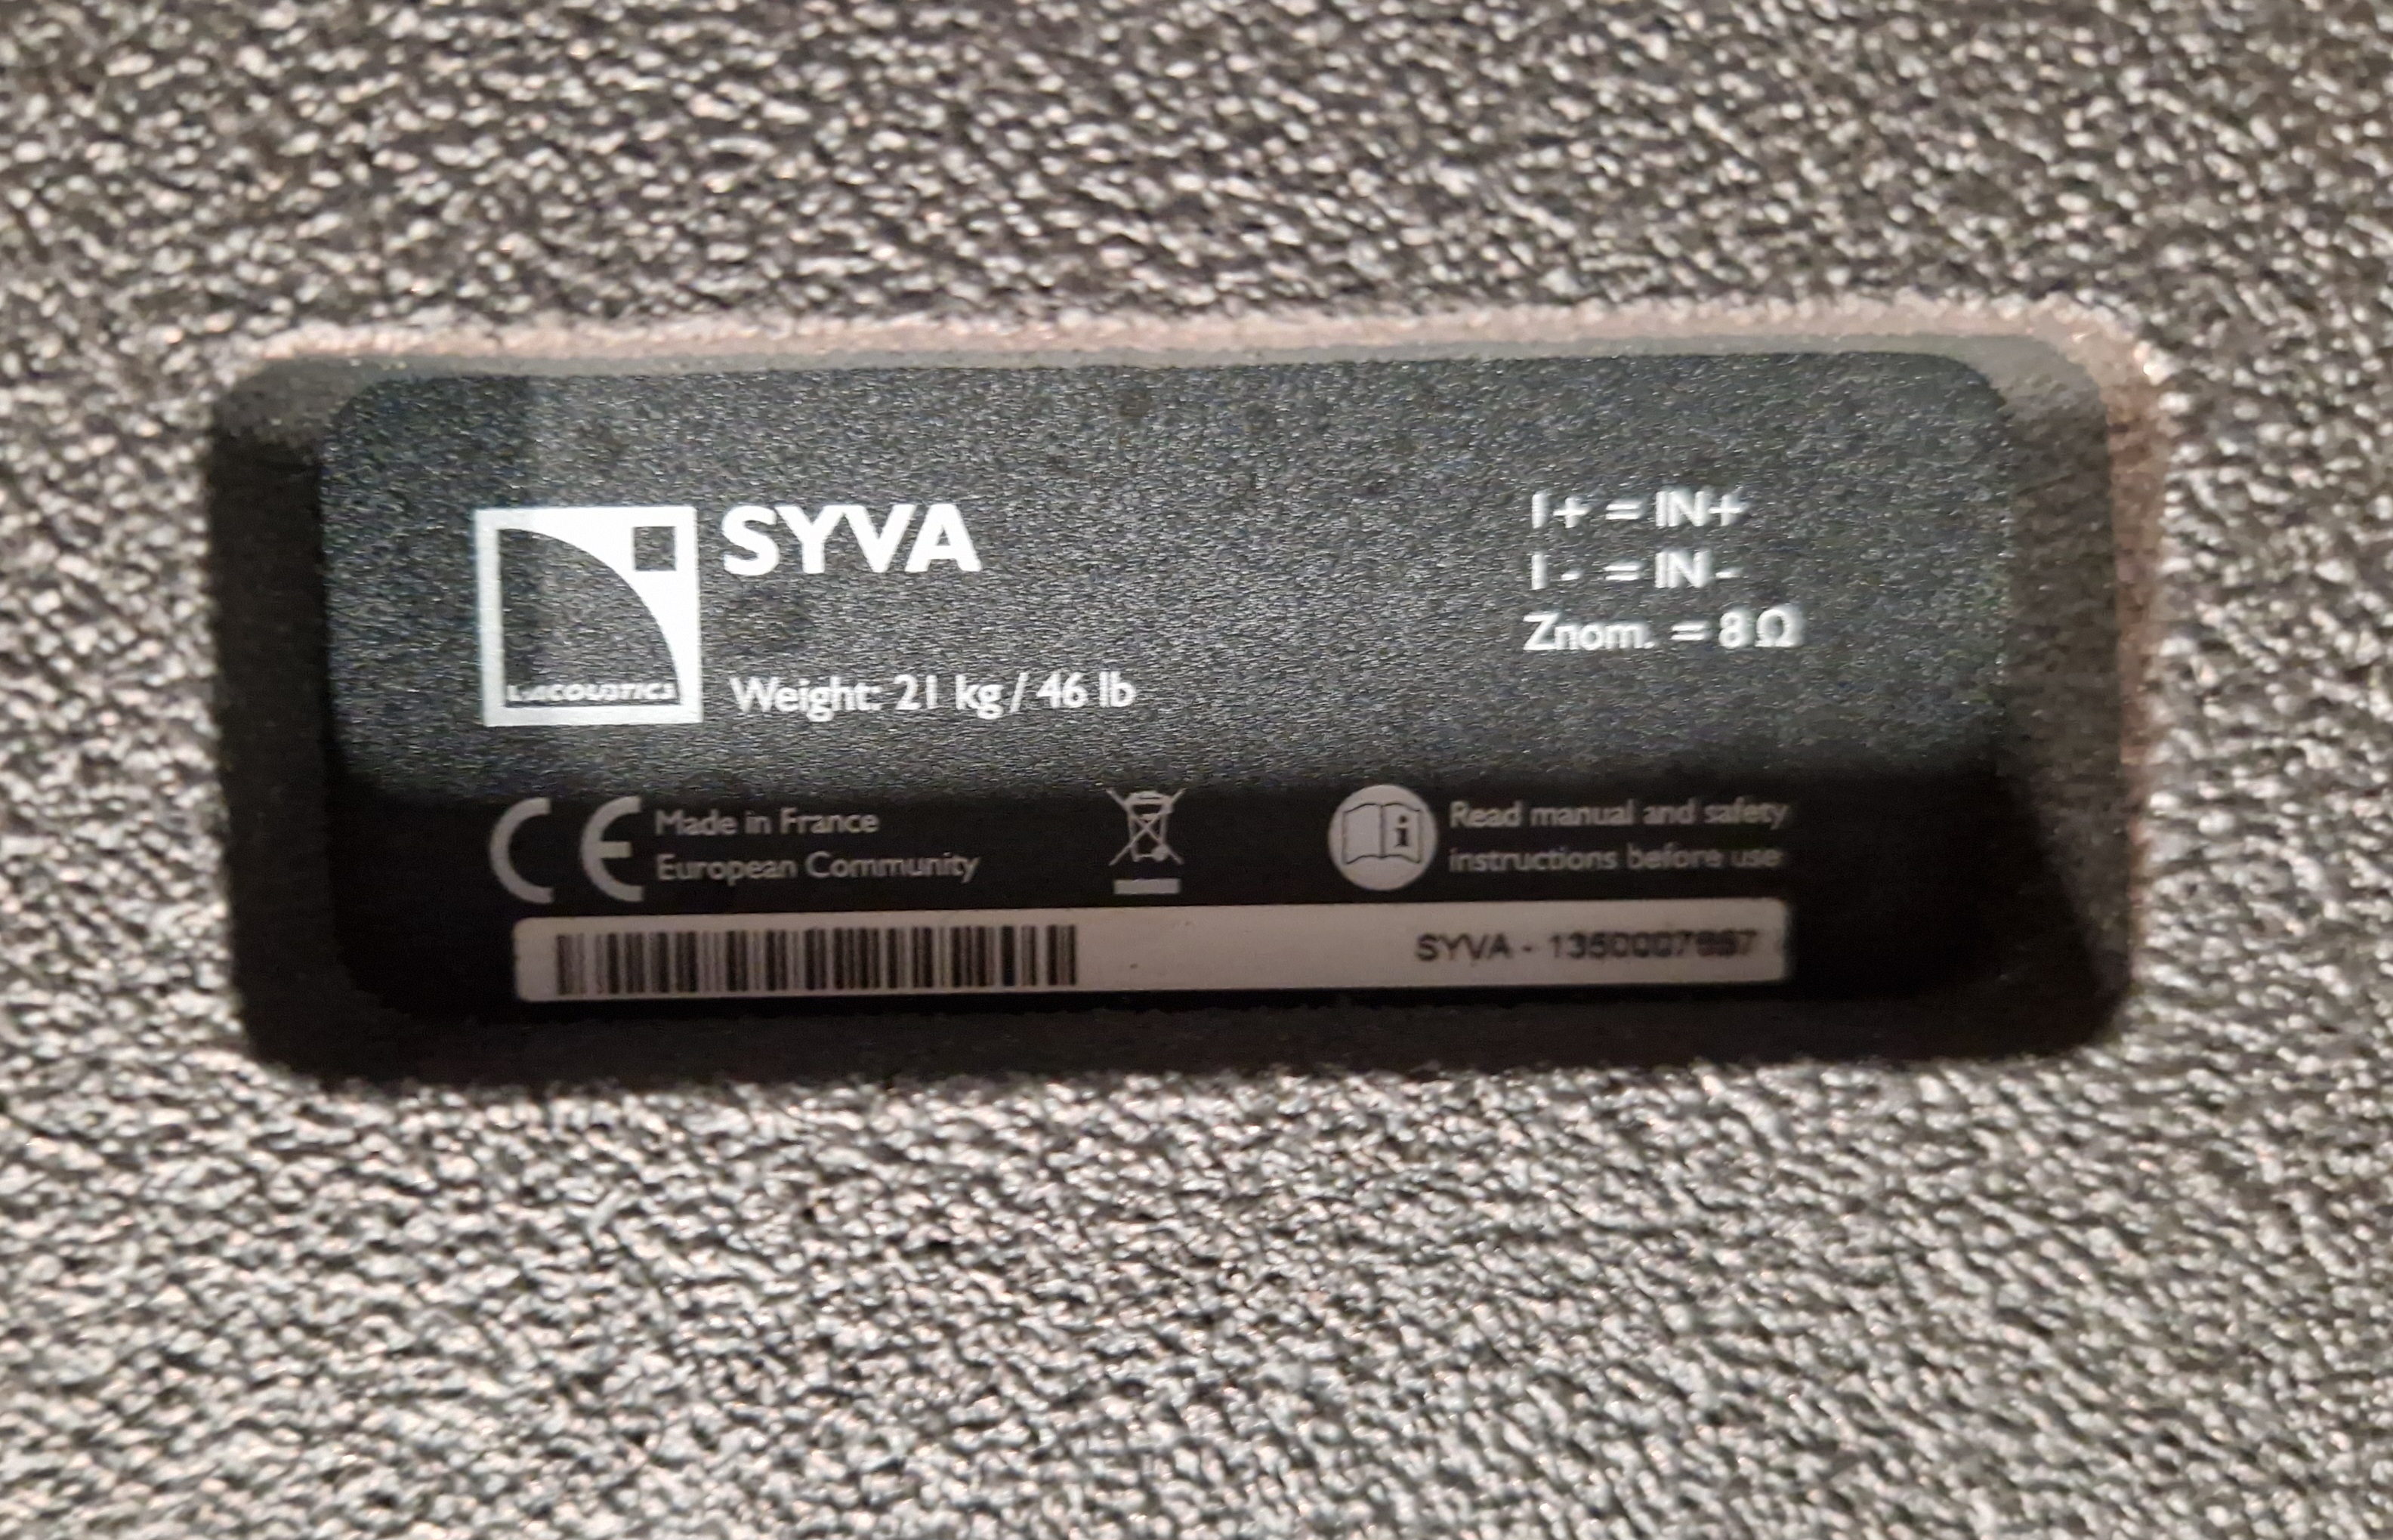 SYVA
L-ACOUSTICS
Weight: 21 kg / 46 lb
1+ = IN+
1- = IN-
Znom. = 8 Ω
CE
Made in France
European Community
Read manual and safety
instructions before use
SYVA -